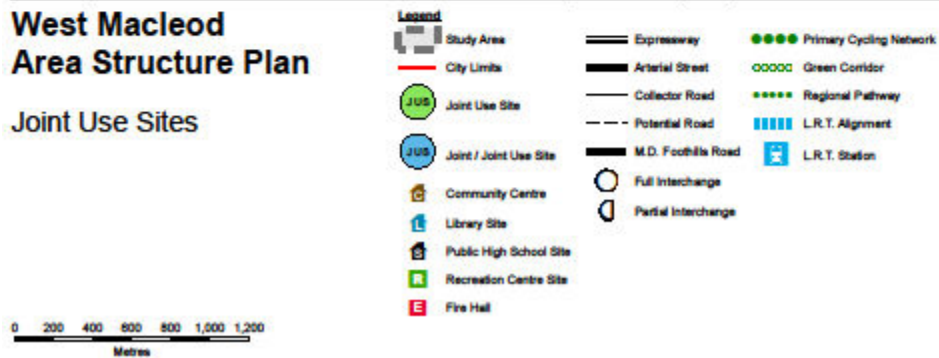 West Macleod
Area Structure Plan
Joint Use Sites
0 200 400 600 800 1,000 1,200
Metres
Legend
Study Area
City Limits
JUS Joint Use Site
JUS Joint / Joint Use Site
C Community Centre
L Library Site
S Public High School Site
R Recreation Centre Site
E Fire Hall
Expressway
Arterial Street
Collector Road
Potential Road
M.D. Foothills Road
Full Interchange
Partial Interchange
Primary Cycling Network
Green Corridor
Regional Pathway
L.R.T. Alignment
L.R.T. Station